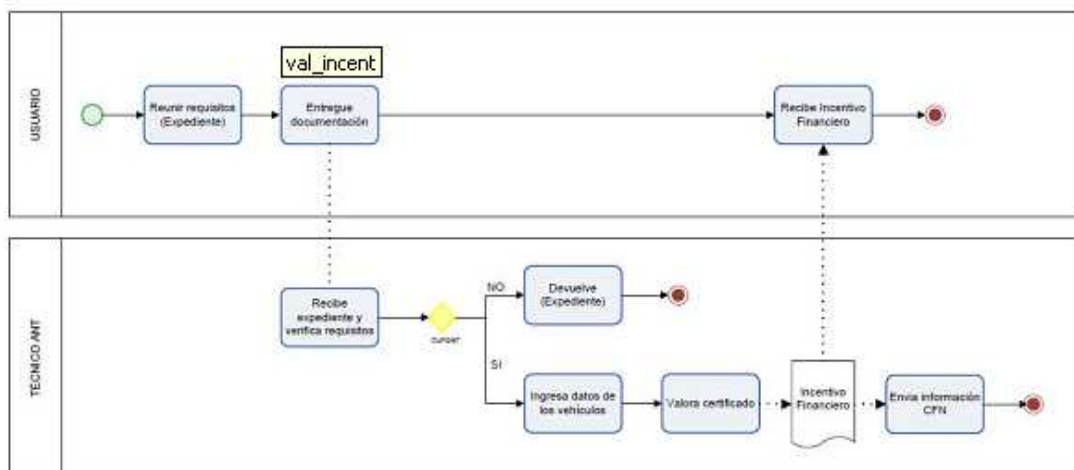 USUARIO
val_incent
Reunir requisitos
(Expediente)
Entregue
documentación
Recibe Incentivo
Financiero
TÉCNICO ANT
Recibe
expediente y
verifica requisitos
NO
Devuelve
(Expediente)
SI
Ingresa datos de
los vehículos
Valora certificado
Incentivo
Financiero
Envia información
CFN